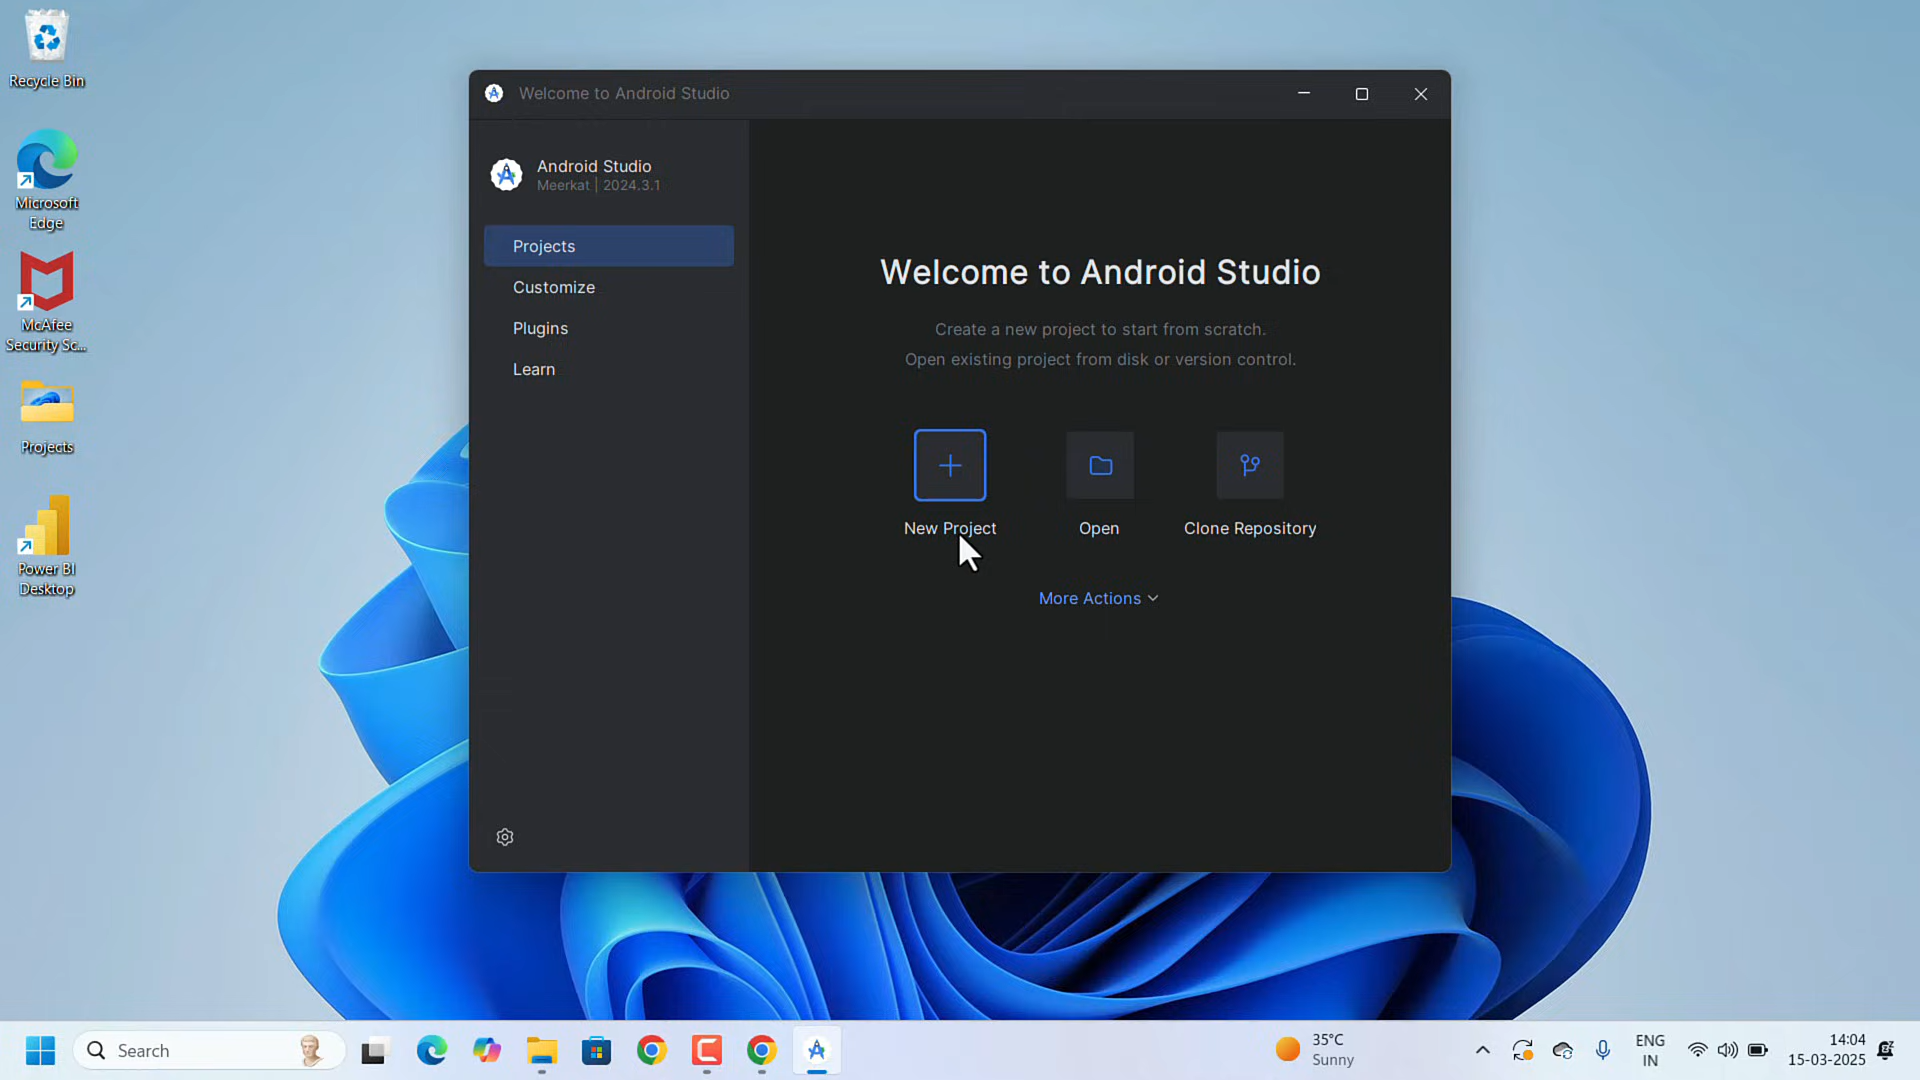 Recycle Bin
Microsoft
Edge
McAfee
Security Sc...
Projects
Power BI
Desktop
Welcome to Android Studio
Android Studio
Meerkat | 2024.3.1
Projects
Customize
Plugins
Learn
Welcome to Android Studio
Create a new project to start from scratch.
Open existing project from disk or version control.
New Project
Open
Clone Repository
More Actions
Search
35°C
Sunny
ENG
IN
14:04
15-03-2025